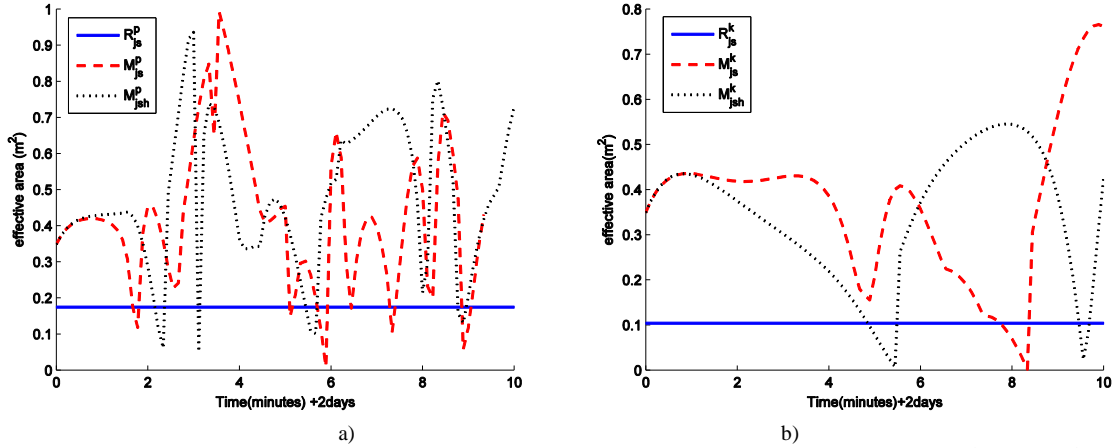 1
0.9
0.8
0.7
0.6
0.5
0.4
0.3
0.2
0.1
0
effective area (m²)
R^p_js
M^p_js
M^p_jsh
0 2 4 6 8 10
Time(minutes) +2days
a)
0.8
0.7
0.6
0.5
0.4
0.3
0.2
0.1
0
effective area(m²)
R^k_js
M^k_js
M^k_jsh
0 2 4 6 8 10
Time(minutes)+2days
b)